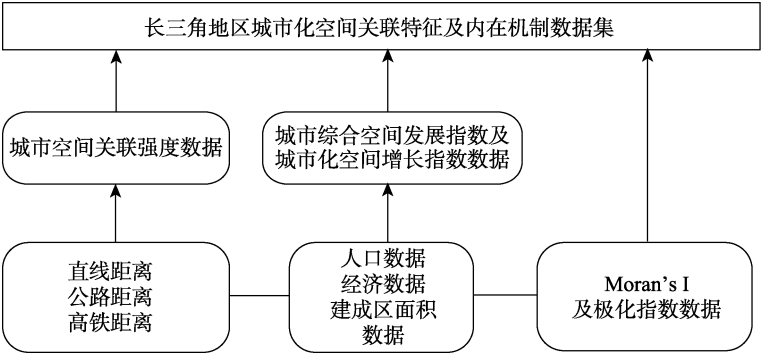 长三角地区城市化空间关联特征及内在机制数据集
城市空间关联强度数据
城市综合空间发展指数及
城市化空间增长指数数据
直线距离
公路距离
高铁距离
人口数据
经济数据
建成区面积
数据
Moran's I
及极化指数数据